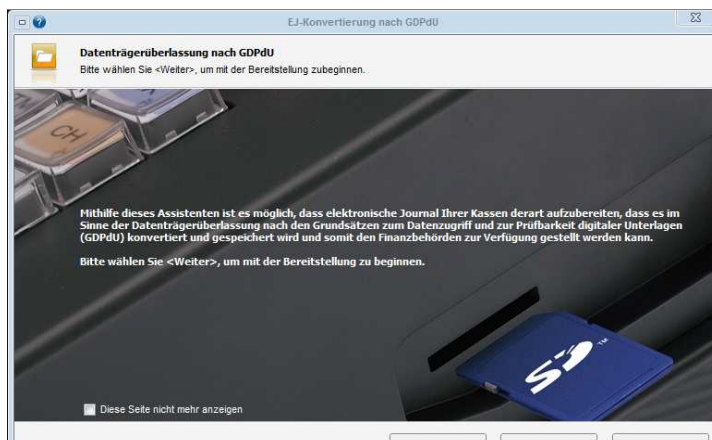 EJ-Konvertierung nach GDPdU
Datenträgerüberlassung nach GDPdU
Bitte wählen Sie <Weiter>, um mit der Bereitstellung zubeginnen.
CH
Mithilfe dieses Assistenten ist es möglich, dass elektronische Journal Ihrer Kassen derart aufzubereiten, dass es im
Sinne der Datenträgerüberlassung nach den Grundsätzen zum Datenzugriff und zur Prüfbarkeit digitaler Unterlagen
(GDPdU) konvertiert und gespeichert wird und somit den Finanzbehörden zur Verfügung gestellt werden kann.
Bitte wählen Sie <Weiter>, um mit der Bereitstellung zu beginnen.
SD™
Diese Seite nicht mehr anzeigen